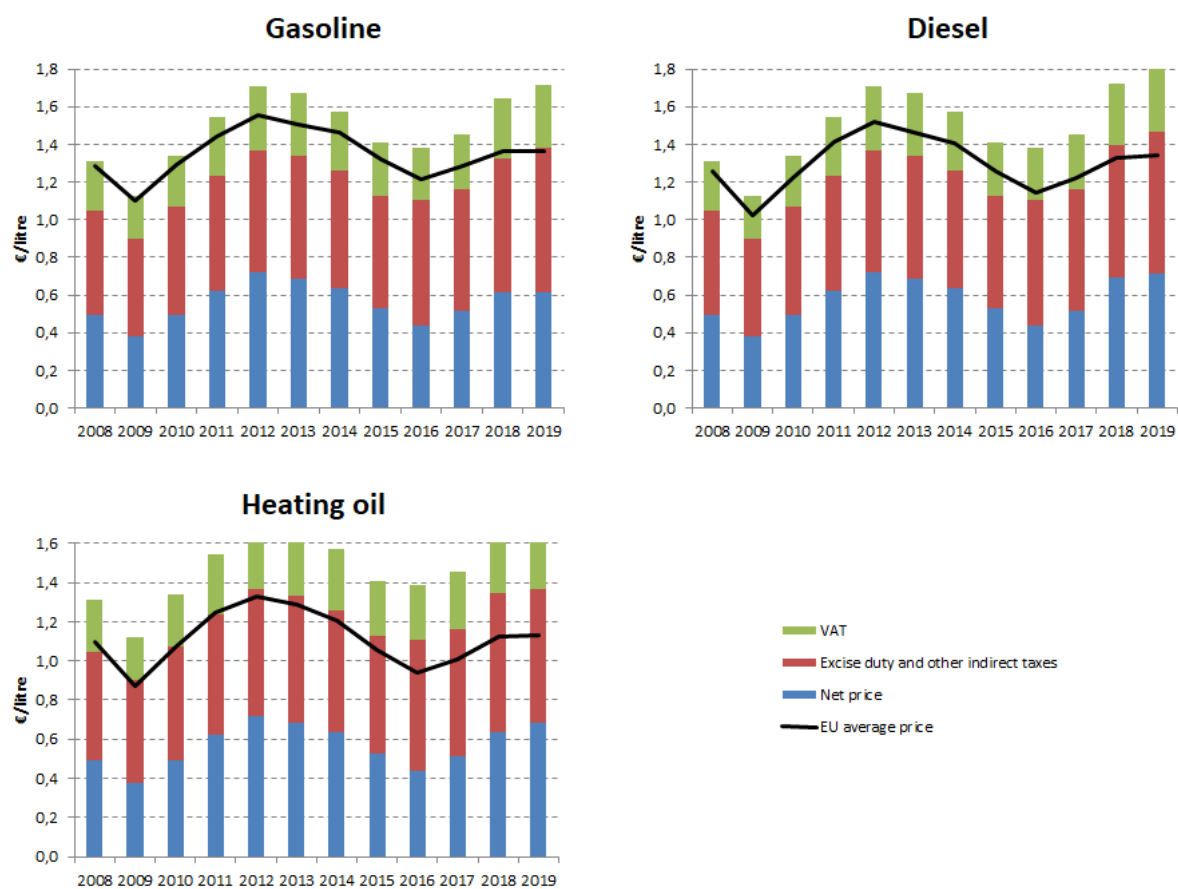 Gasoline
€/litre
1,8
1,6
1,4
1,2
1,0
0,8
0,6
0,4
0,2
0,0
2008 2009 2010 2011 2012 2013 2014 2015 2016 2017 2018 2019
Diesel
€/litre
1,8
1,6
1,4
1,2
1,0
0,8
0,6
0,4
0,2
0,0
2008 2009 2010 2011 2012 2013 2014 2015 2016 2017 2018 2019
Heating oil
€/litre
1,6
1,4
1,2
1,0
0,8
0,6
0,4
0,2
0,0
2008 2009 2010 2011 2012 2013 2014 2015 2016 2017 2018 2019
VAT
Excise duty and other indirect taxes
Net price
EU average price